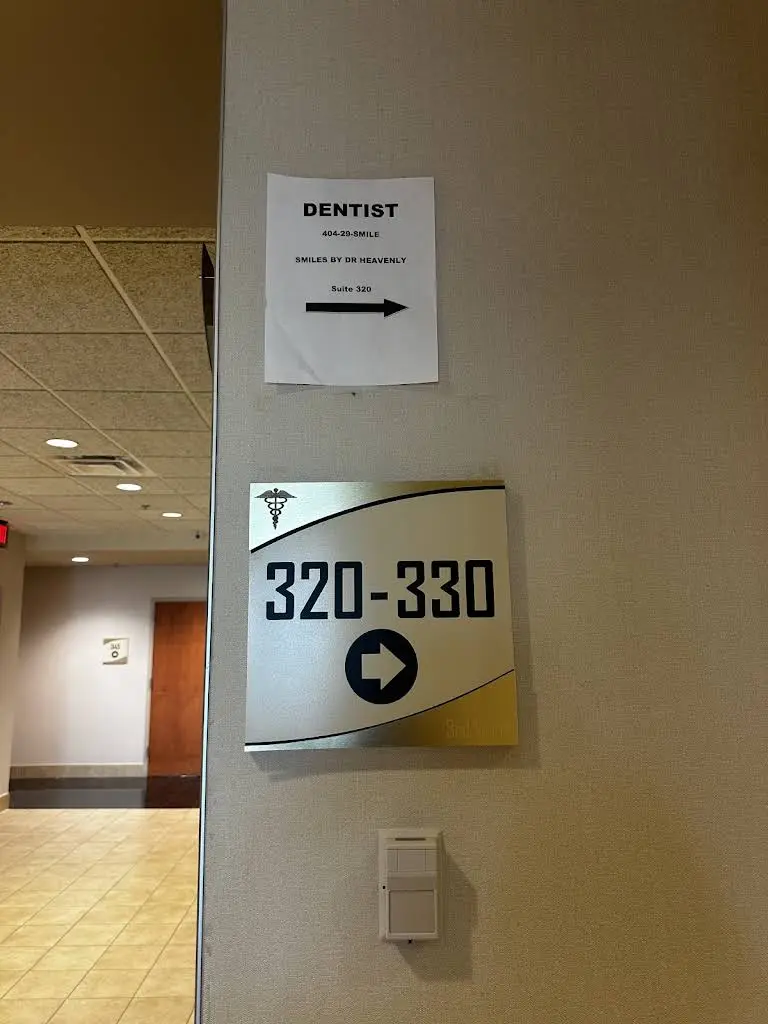 DENTIST
404-29-SMILE
SMILES BY DR HEAVENLY
Suite 320
320-330